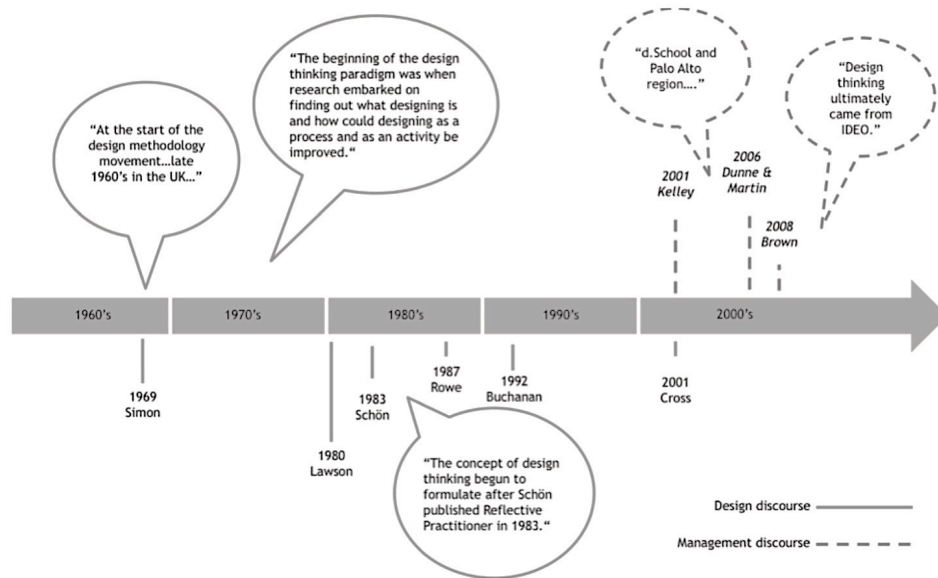 “At the start of the
design methodology
movement…late
1960’s in the UK…”
“The beginning of the design
thinking paradigm was when
research embarked on
finding out what designing is
and how could designing as a
process and as an activity be
improved.“
“d.School and
Palo Alto
region….”
“Design
thinking
ultimately
came from
IDEO.”
2001
Kelley
2006
Dunne &
Martin
2008
Brown
1960’s
1970’s
1980’s
1990’s
2000’s
1969
Simon
1980
Lawson
1983
Schön
1987
Rowe
1992
Buchanan
2001
Cross
“The concept of design
thinking begun to
formulate after Schön
published Reflective
Practitioner in 1983.“
Design discourse
Management discourse